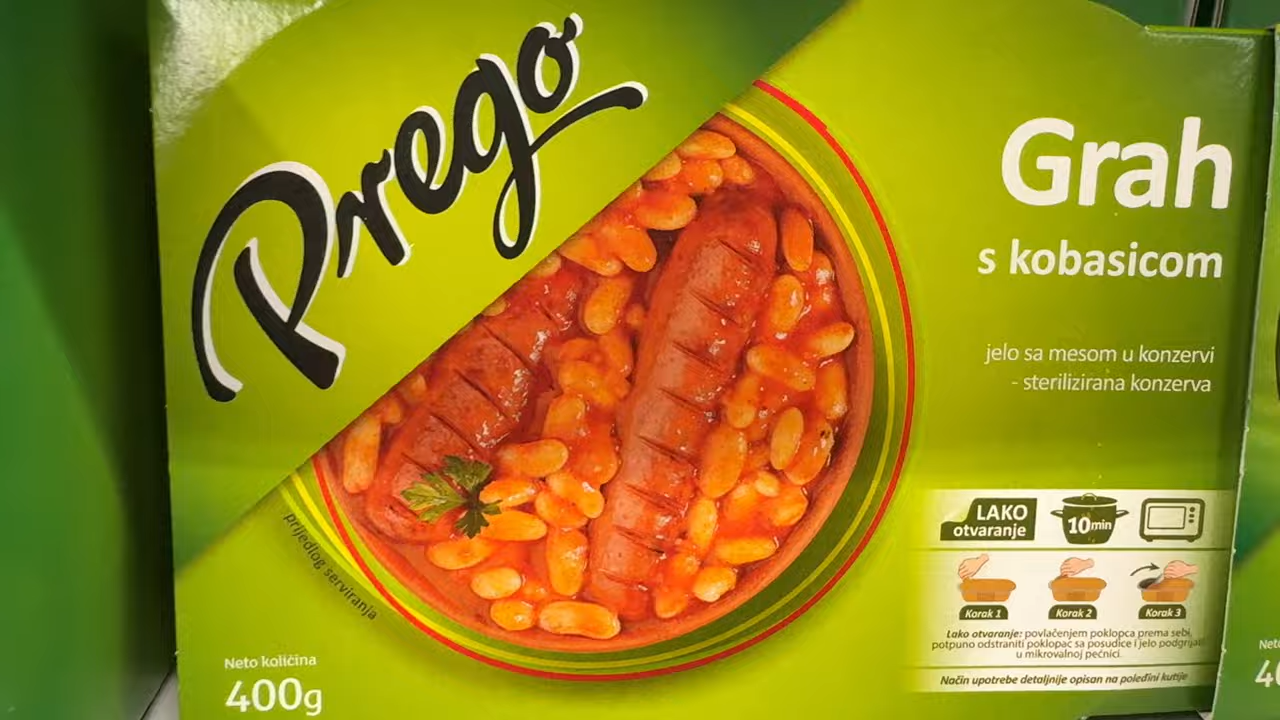 Prego
Grah
s kobasicom
jelo sa mesom u konzervi
- sterilizirana konzerva
LAKO
otvaranje
10min
Korak 1
Korak 2
Korak 3
Lako otvaranje: povlačenjem poklopca prema sebi,
potpuno odstraniti poklopac sa posudice i jelo podgrijati
u mikrovalnoj pećnici.
Način upotrebe detaljnije opisan na poleđini kutije
prijedlog serviranja
Neto količina
400g